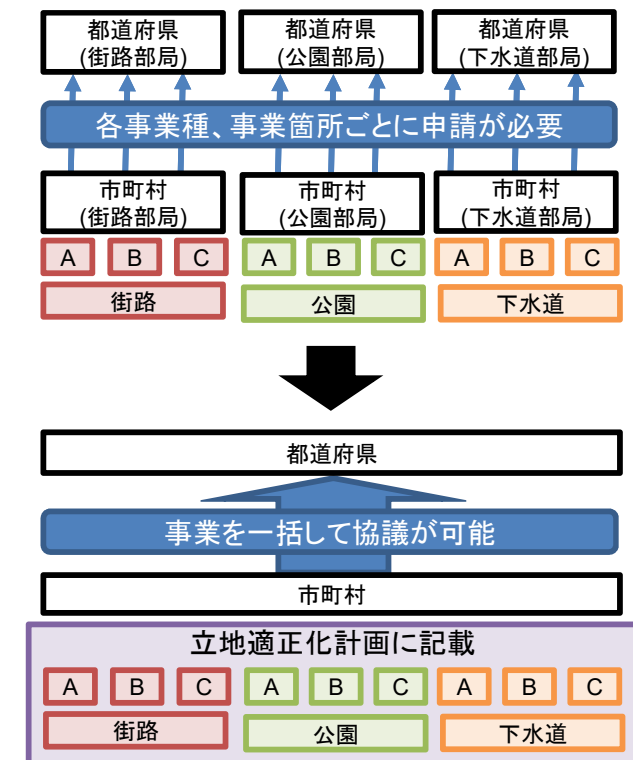 都道府県
(街路部局)
都道府県
(公園部局)
都道府県
(下水道部局)
各事業種、事業箇所ごとに申請が必要
市町村
(街路部局)
市町村
(公園部局)
市町村
(下水道部局)
A B C A B C A B C
街路 公園 下水道
都道府県
事業を一括して協議が可能
市町村
立地適正化計画に記載
A B C A B C A B C
街路 公園 下水道